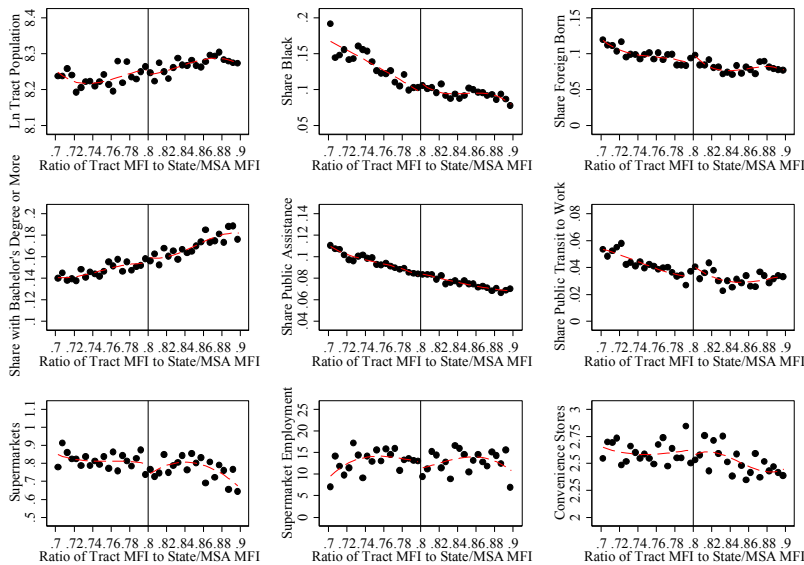 Ln Tract Population
8.1 8.2 8.3 8.4
.7 .72 .74 .76 .78 .8 .82 .84 .86 .88 .9
Ratio of Tract MFI to State/MSA MFI
Share Black
.05 .1 .15 .2
.7 .72 .74 .76 .78 .8 .82 .84 .86 .88 .9
Ratio of Tract MFI to State/MSA MFI
Share Foreign Born
0 .05 .1 .15
.7 .72 .74 .76 .78 .8 .82 .84 .86 .88 .9
Ratio of Tract MFI to State/MSA MFI
Share with Bachelor's Degree or More
.1 .12 .14 .16 .18 .2
.7 .72 .74 .76 .78 .8 .82 .84 .86 .88 .9
Ratio of Tract MFI to State/MSA MFI
Share Public Assistance
.04 .06 .08 .1 .12 .14
.7 .72 .74 .76 .78 .8 .82 .84 .86 .88 .9
Ratio of Tract MFI to State/MSA MFI
Share Public Transit to Work
0 .02 .04 .06 .08
.7 .72 .74 .76 .78 .8 .82 .84 .86 .88 .9
Ratio of Tract MFI to State/MSA MFI
Supermarkets
.5 .6 .7 .8 .9 1 1.1
.7 .72 .74 .76 .78 .8 .82 .84 .86 .88 .9
Ratio of Tract MFI to State/MSA MFI
Supermarket Employment
0 5 10 15 20 25
.7 .72 .74 .76 .78 .8 .82 .84 .86 .88 .9
Ratio of Tract MFI to State/MSA MFI
Convenience Stores
2 2.25 2.5 2.75 3
.7 .72 .74 .76 .78 .8 .82 .84 .86 .88 .9
Ratio of Tract MFI to State/MSA MFI